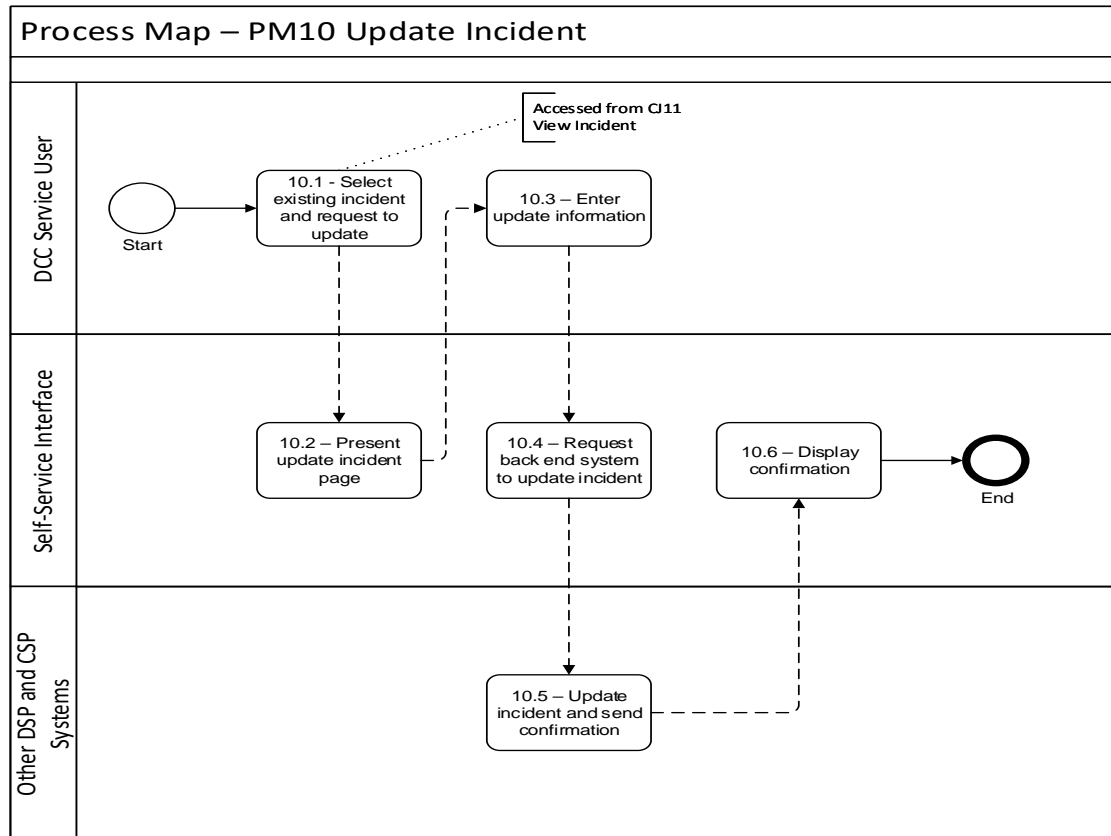 Process Map – PM10 Update Incident
DCC Service User
Accessed from CJ11
View Incident
Start
10.1 - Select
existing incident
and request to
update
10.3 – Enter
update information
Self-Service Interface
10.2 – Present
update incident
page
10.4 – Request
back end system
to update incident
10.6 – Display
confirmation
End
Other DSP and CSP
Systems
10.5 – Update
incident and send
confirmation